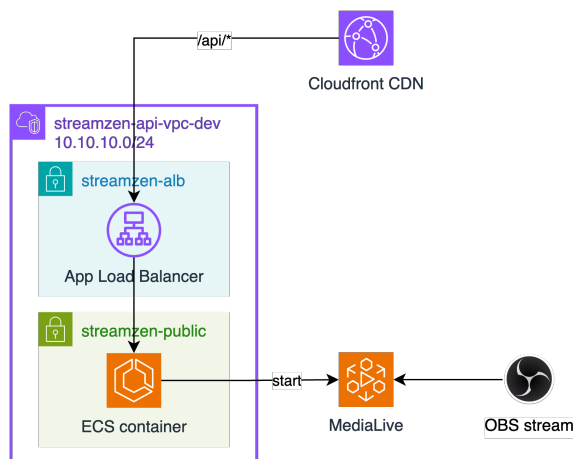 /api/*
Cloudfront CDN
streamzen-api-vpc-dev
10.10.10.0/24
streamzen-alb
App Load Balancer
streamzen-public
ECS container
start
MediaLive
OBS stream